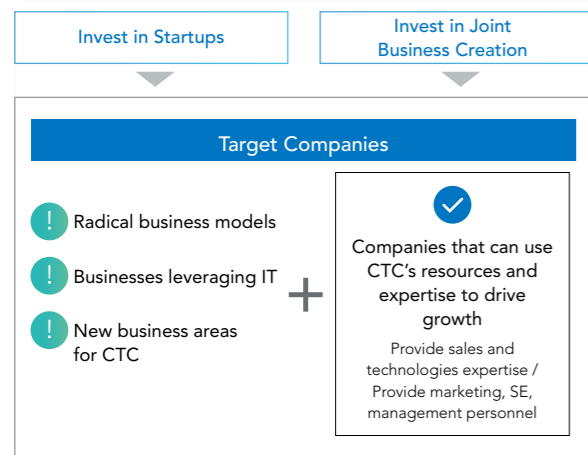 Invest in Startups
Invest in Joint
Business Creation
Target Companies
! Radical business models
! Businesses leveraging IT
! New business areas
for CTC
+
Companies that can use
CTC's resources and
expertise to drive
growth
Provide sales and
technologies expertise /
Provide marketing, SE,
management personnel